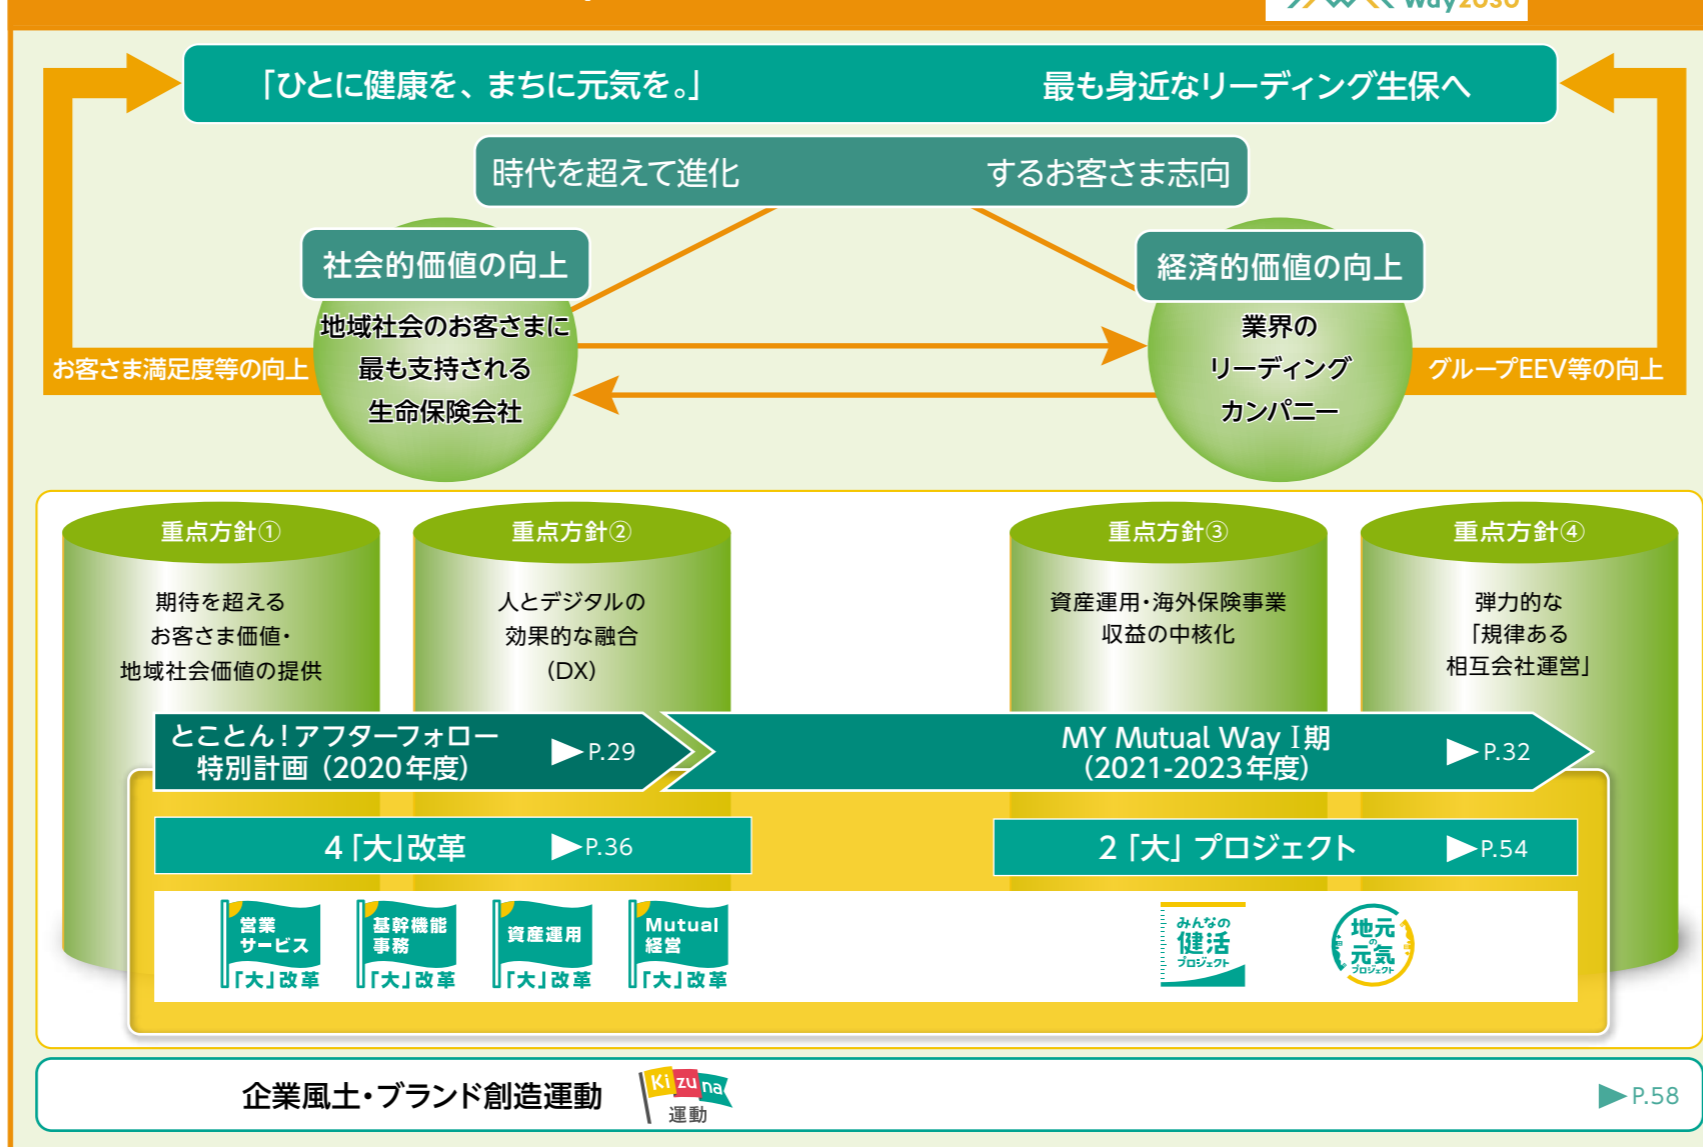 Way2030
「ひとに健康を、まちに元気を。」 最も身近なリーディング生保へ
時代を超えて進化 するお客さま志向
社会的価値の向上
地域社会のお客さまに
最も支持される
生命保険会社
お客さま満足度等の向上
経済的価値の向上
業界の
リーディング
カンパニー
グループEEV等の向上
重点方針①
期待を超える
お客さま価値・
地域社会価値の提供
重点方針②
人とデジタルの
効果的な融合
(DX)
重点方針③
資産運用・海外保険事業
収益の中核化
重点方針④
弾力的な
「規律ある
相互会社運営」
とことん!アフターフォロー
特別計画(2020年度)
▶P.29
MY Mutual Way Ⅰ期
(2021-2023年度)
▶P.32
4「大」改革 ▶P.36
2「大」プロジェクト ▶P.54
営業
サービス
「大」改革
基幹機能
事務
「大」改革
資産運用
「大」改革
Mutual
経営
「大」改革
みんなの
健活
プロジェクト
地元
の
元気
プロジェクト
企業風土・ブランド創造運動
Kizuna
運動
▶P.58